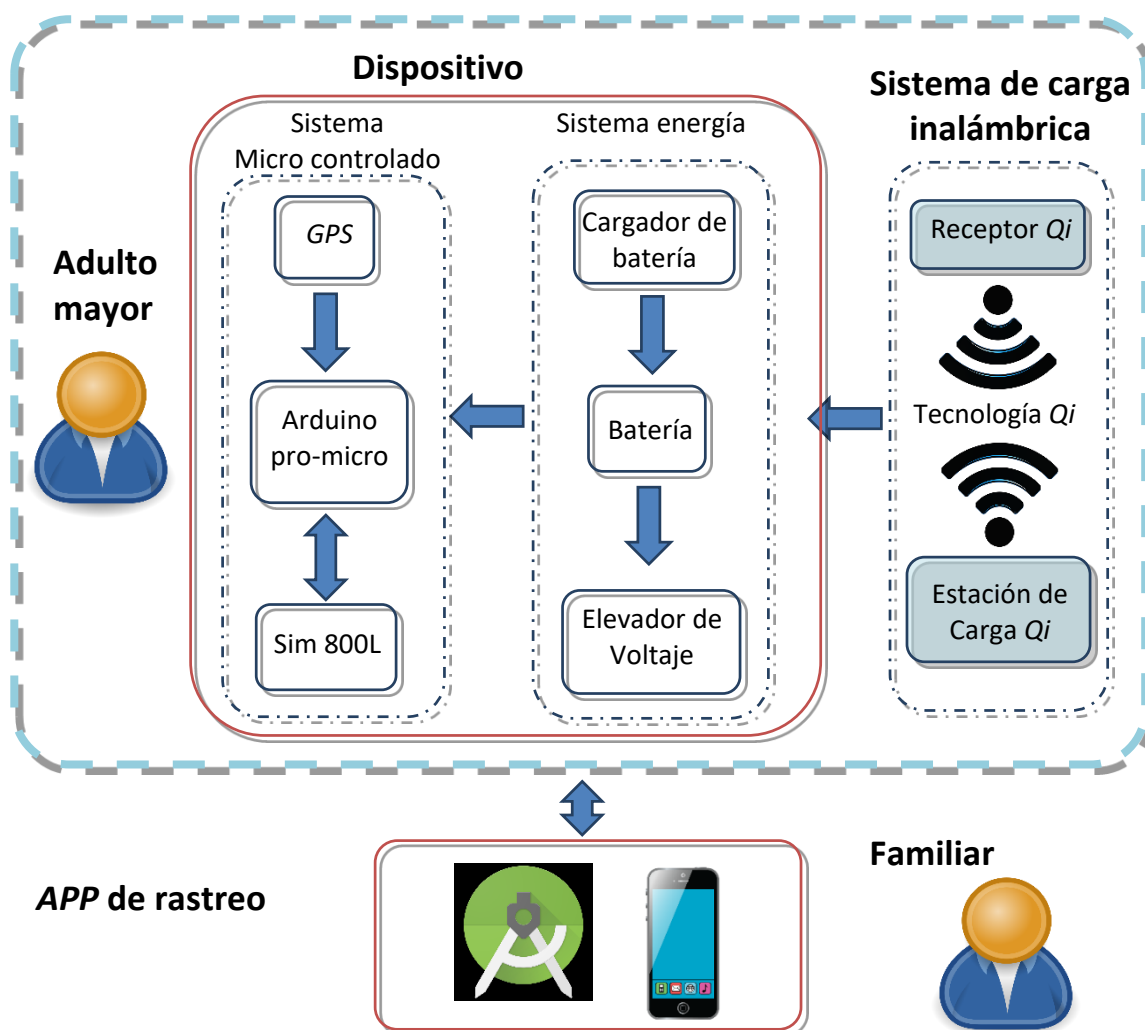 Dispositivo
Sistema de carga
inalámbrica
Sistema
Micro controlado
Sistema energía
Adulto
mayor
GPS
Arduino
pro-micro
Sim 800L
Cargador de
batería
Batería
Elevador de
Voltaje
Receptor Qi
Tecnología Qi
Estación de
Carga Qi
APP de rastreo
Familiar